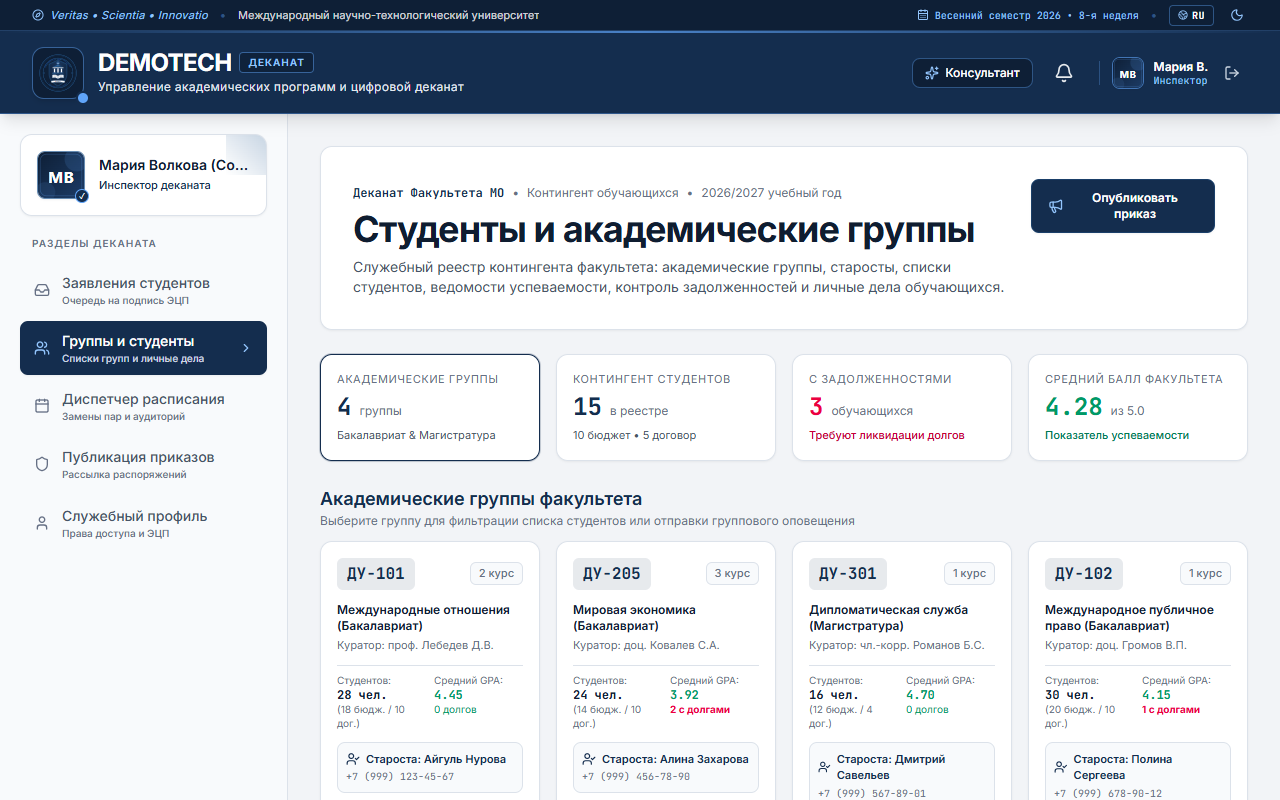 Veritas • Scientia • Innovatio • Международный научно-технологический университет
Весенний семестр 2026 • 8-я неделя • RU
DEMOTECH ДЕКАНАТ
Управление академических программ и цифровой деканат
Консультант
МВ
Мария В.
Инспектор
МВ
Мария Волкова (Со...
Инспектор деканата
РАЗДЕЛЫ ДЕКАНАТА
Заявления студентов
Очередь на подпись ЭЦП
Группы и студенты
Списки групп и личные дела
Диспетчер расписания
Замены пар и аудиторий
Публикация приказов
Рассылка распоряжений
Служебный профиль
Права доступа и ЭЦП
Деканат Факультета МО • Контингент обучающихся • 2026/2027 учебный год
Студенты и академические группы
Служебный реестр контингента факультета: академические группы, старосты, списки
студентов, ведомости успеваемости, контроль задолженностей и личные дела обучающихся.
Опубликовать
приказ
АКАДЕМИЧЕСКИЕ ГРУППЫ
4 группы
Бакалавриат & Магистратура
КОНТИНГЕНТ СТУДЕНТОВ
15 в реестре
10 бюджет • 5 договор
С ЗАДОЛЖЕННОСТЯМИ
3 обучающихся
Требуют ликвидации долгов
СРЕДНИЙ БАЛЛ ФАКУЛЬТЕТА
4.28 из 5.0
Показатель успеваемости
Академические группы факультета
Выберите группу для фильтрации списка студентов или отправки группового оповещения
ДУ-101 2 курс
Международные отношения
(Бакалавриат)
Куратор: проф. Лебедев Д.В.
Студенты: Средний GPA:
28 чел. 4.45
(18 бюдж. / 10 0 долгов
дог.)
Староста: Айгуль Нурова
+7 (999) 123-45-67
ДУ-205 3 курс
Мировая экономика
(Бакалавриат)
Куратор: доц. Ковалев С.А.
Студентов: Средний GPA:
24 чел. 3.92
(14 бюдж. / 10 2 с долгами
дог.)
Староста: Алина Захарова
+7 (999) 456-78-90
ДУ-301 1 курс
Дипломатическая служба
(Магистратура)
Куратор: чл.-корр. Романов Б.С.
Студентов: Средний GPA:
16 чел. 4.70
(12 бюдж. / 4 0 долгов
дог.)
Староста: Дмитрий
Савельев
+7 (999) 567-89-01
ДУ-102 1 курс
Международное публичное
право (Бакалавриат)
Куратор: доц. Громов В.П.
Студентов: Средний GPA:
30 чел. 4.15
(20 бюдж. / 10 1 с долгами
дог.)
Староста: Полина
Сергеева
+7 (999) 678-90-12